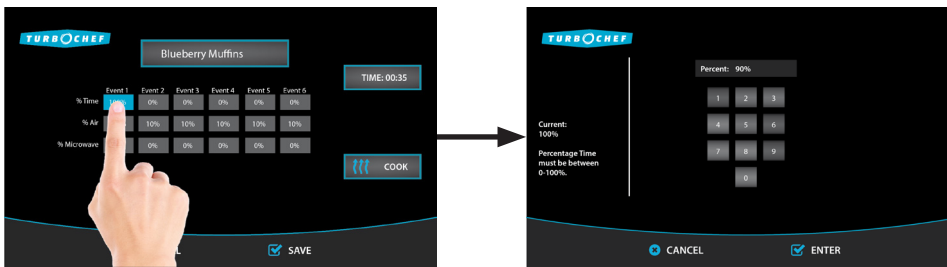 TURBOCHEF
Blueberry Muffins
TIME: 00:35
Event 1 Event 2 Event 3 Event 4 Event 5 Event 6
% Time 0% 0% 0% 0% 0%
% Air 10% 10% 10% 10% 10%
% Microwave 0% 0% 0% 0% 0%
COOK
SAVE
TURBOCHEF
Percent: 90%
1 2 3
4 5 6
7 8 9
0
Current:
100%
Percentage Time
must be between
0-100%.
CANCEL
ENTER